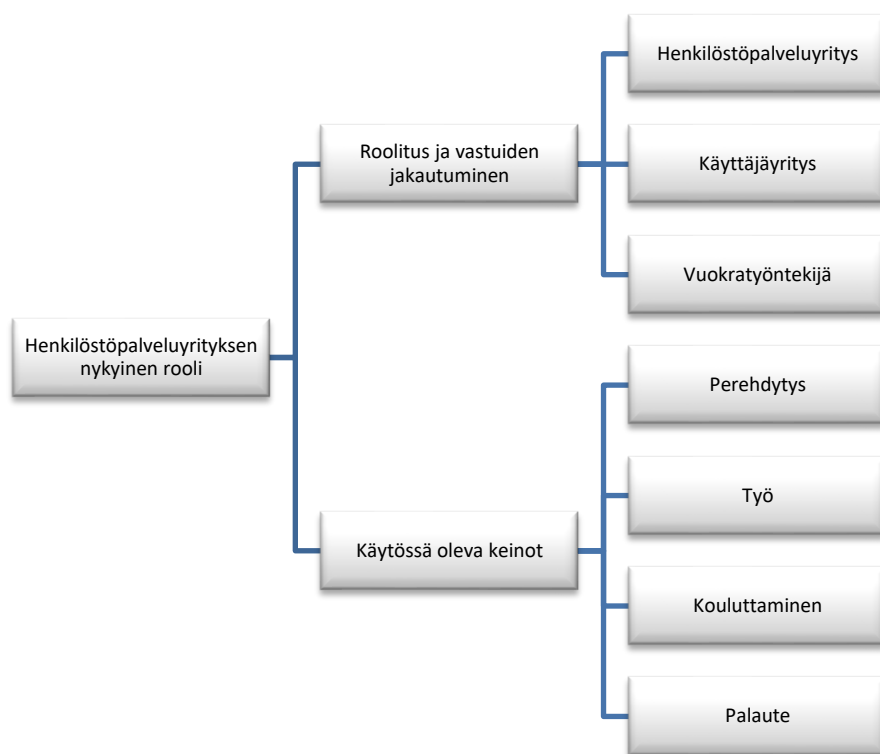 Henkilöstöpalveluyrityksen
nykyinen rooli
Roolitus ja vastuiden
jakautuminen
Henkilöstöpalveluyritys
Käyttäjäyritys
Vuokratyöntekijä
Käytössä oleva keinot
Perehdytys
Työ
Kouluttaminen
Palaute